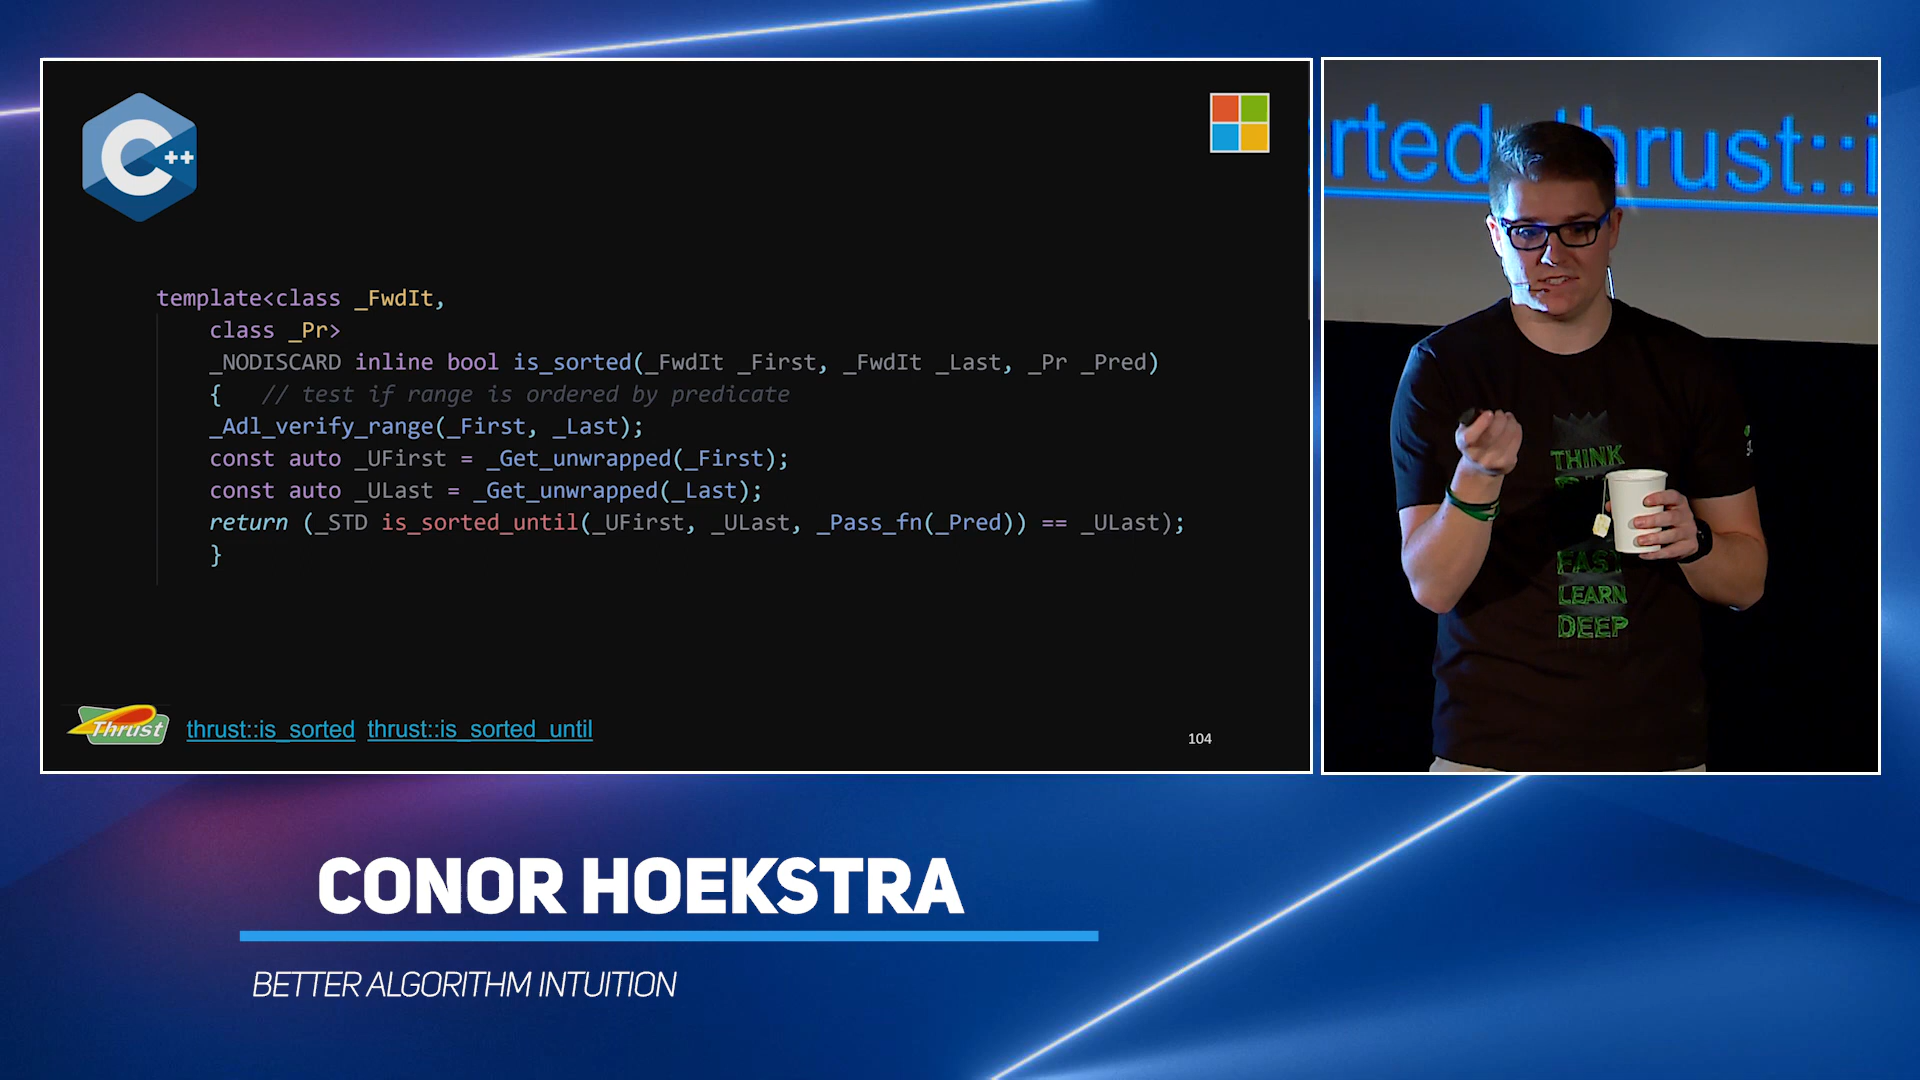 C++
template<class _FwdIt,
class _Pr>
_NODISCARD inline bool is_sorted(_FwdIt _First, _FwdIt _Last, _Pr _Pred)
{ // test if range is ordered by predicate
_Adl_verify_range(_First, _Last);
const auto _UFirst = _Get_unwrapped(_First);
const auto _ULast = _Get_unwrapped(_Last);
return (_STD is_sorted_until(_UFirst, _ULast, _Pass_fn(_Pred)) == _ULast);
}
Thrust thrust::is_sorted thrust::is_sorted_until
104
rted thrust::i
THINK
FAST
LEARN
DEEP
CONOR HOEKSTRA
BETTER ALGORITHM INTUITION